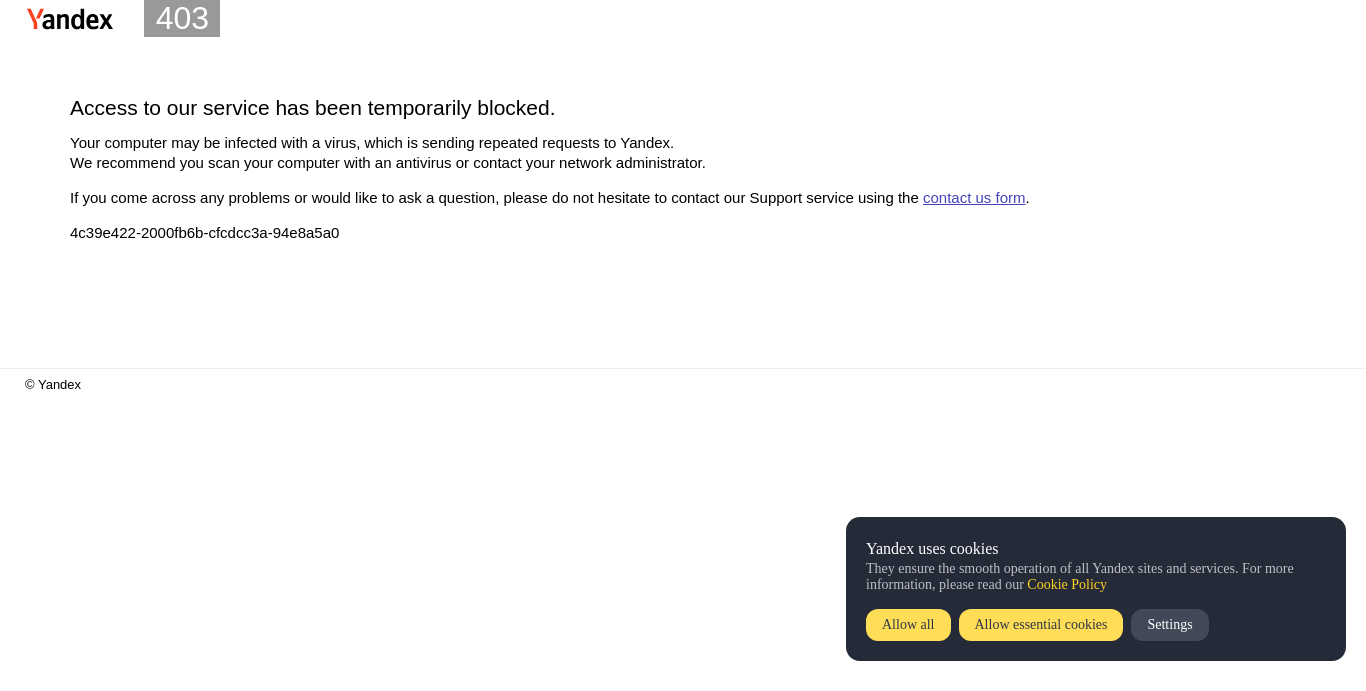 Yandex 403
Access to our service has been temporarily blocked.
Your computer may be infected with a virus, which is sending repeated requests to Yandex.
We recommend you scan your computer with an antivirus or contact your network administrator.
If you come across any problems or would like to ask a question, please do not hesitate to contact our Support service using the contact us form.
4c39e422-2000fb6b-cfcdcc3a-94e8a5a0
© Yandex
Yandex uses cookies
They ensure the smooth operation of all Yandex sites and services. For more
information, please read our Cookie Policy
Allow all Allow essential cookies Settings